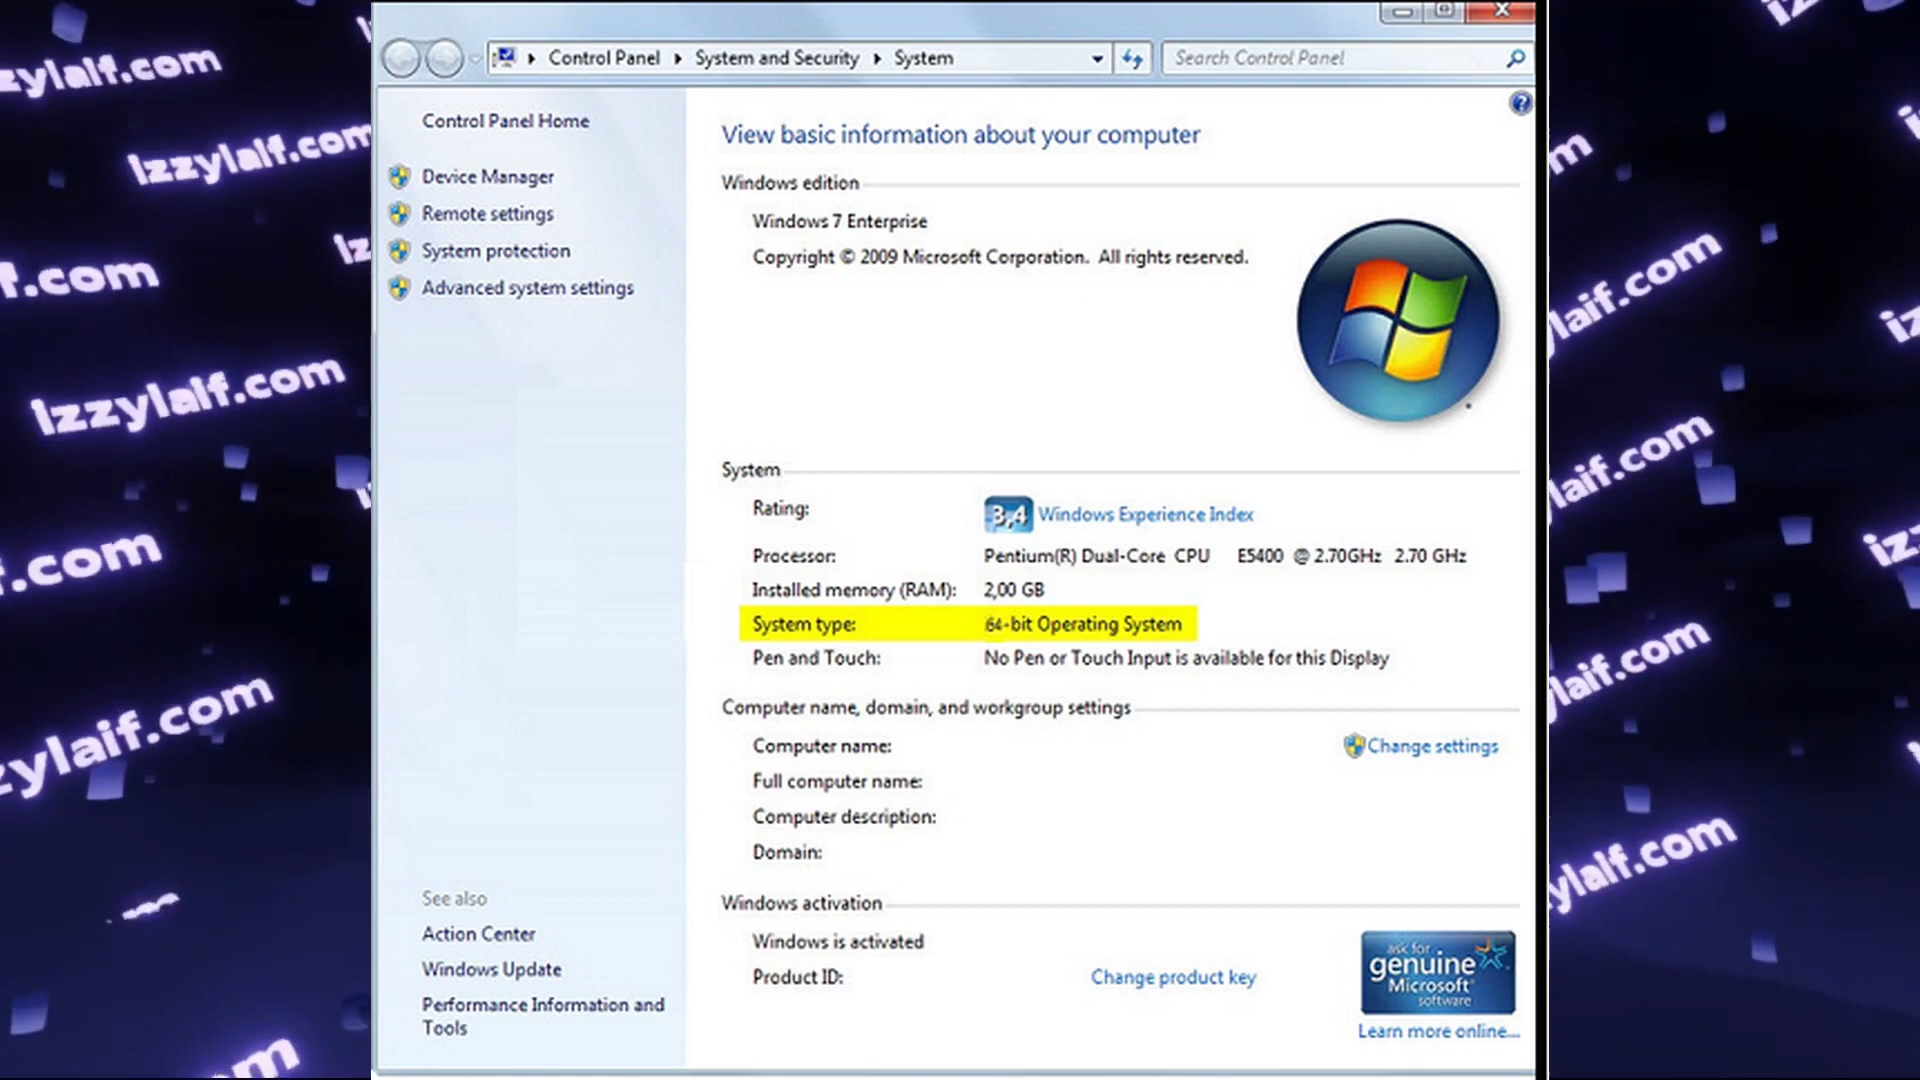 Control Panel ▸ System and Security ▸ System
Search Control Panel
Control Panel Home
Device Manager
Remote settings
System protection
Advanced system settings
View basic information about your computer
Windows edition
Windows 7 Enterprise
Copyright © 2009 Microsoft Corporation. All rights reserved.
System
Rating: 3,4 Windows Experience Index
Processor: Pentium(R) Dual-Core CPU E5400 @ 2.70GHz 2.70 GHz
Installed memory (RAM): 2,00 GB
System type: 64-bit Operating System
Pen and Touch: No Pen or Touch Input is available for this Display
Computer name, domain, and workgroup settings
Computer name:
Change settings
Full computer name:
Computer description:
Domain:
Windows activation
Windows is activated
Product ID:
Change product key
ask for
genuine
Microsoft
software
Learn more online...
See also
Action Center
Windows Update
Performance Information and
Tools
zzylaif.com
Izzylaif.com
f.com
Izzylaif.com
f.com
zzylaif.com
om
laif.com
laif.com
laif.com
ylaif.com